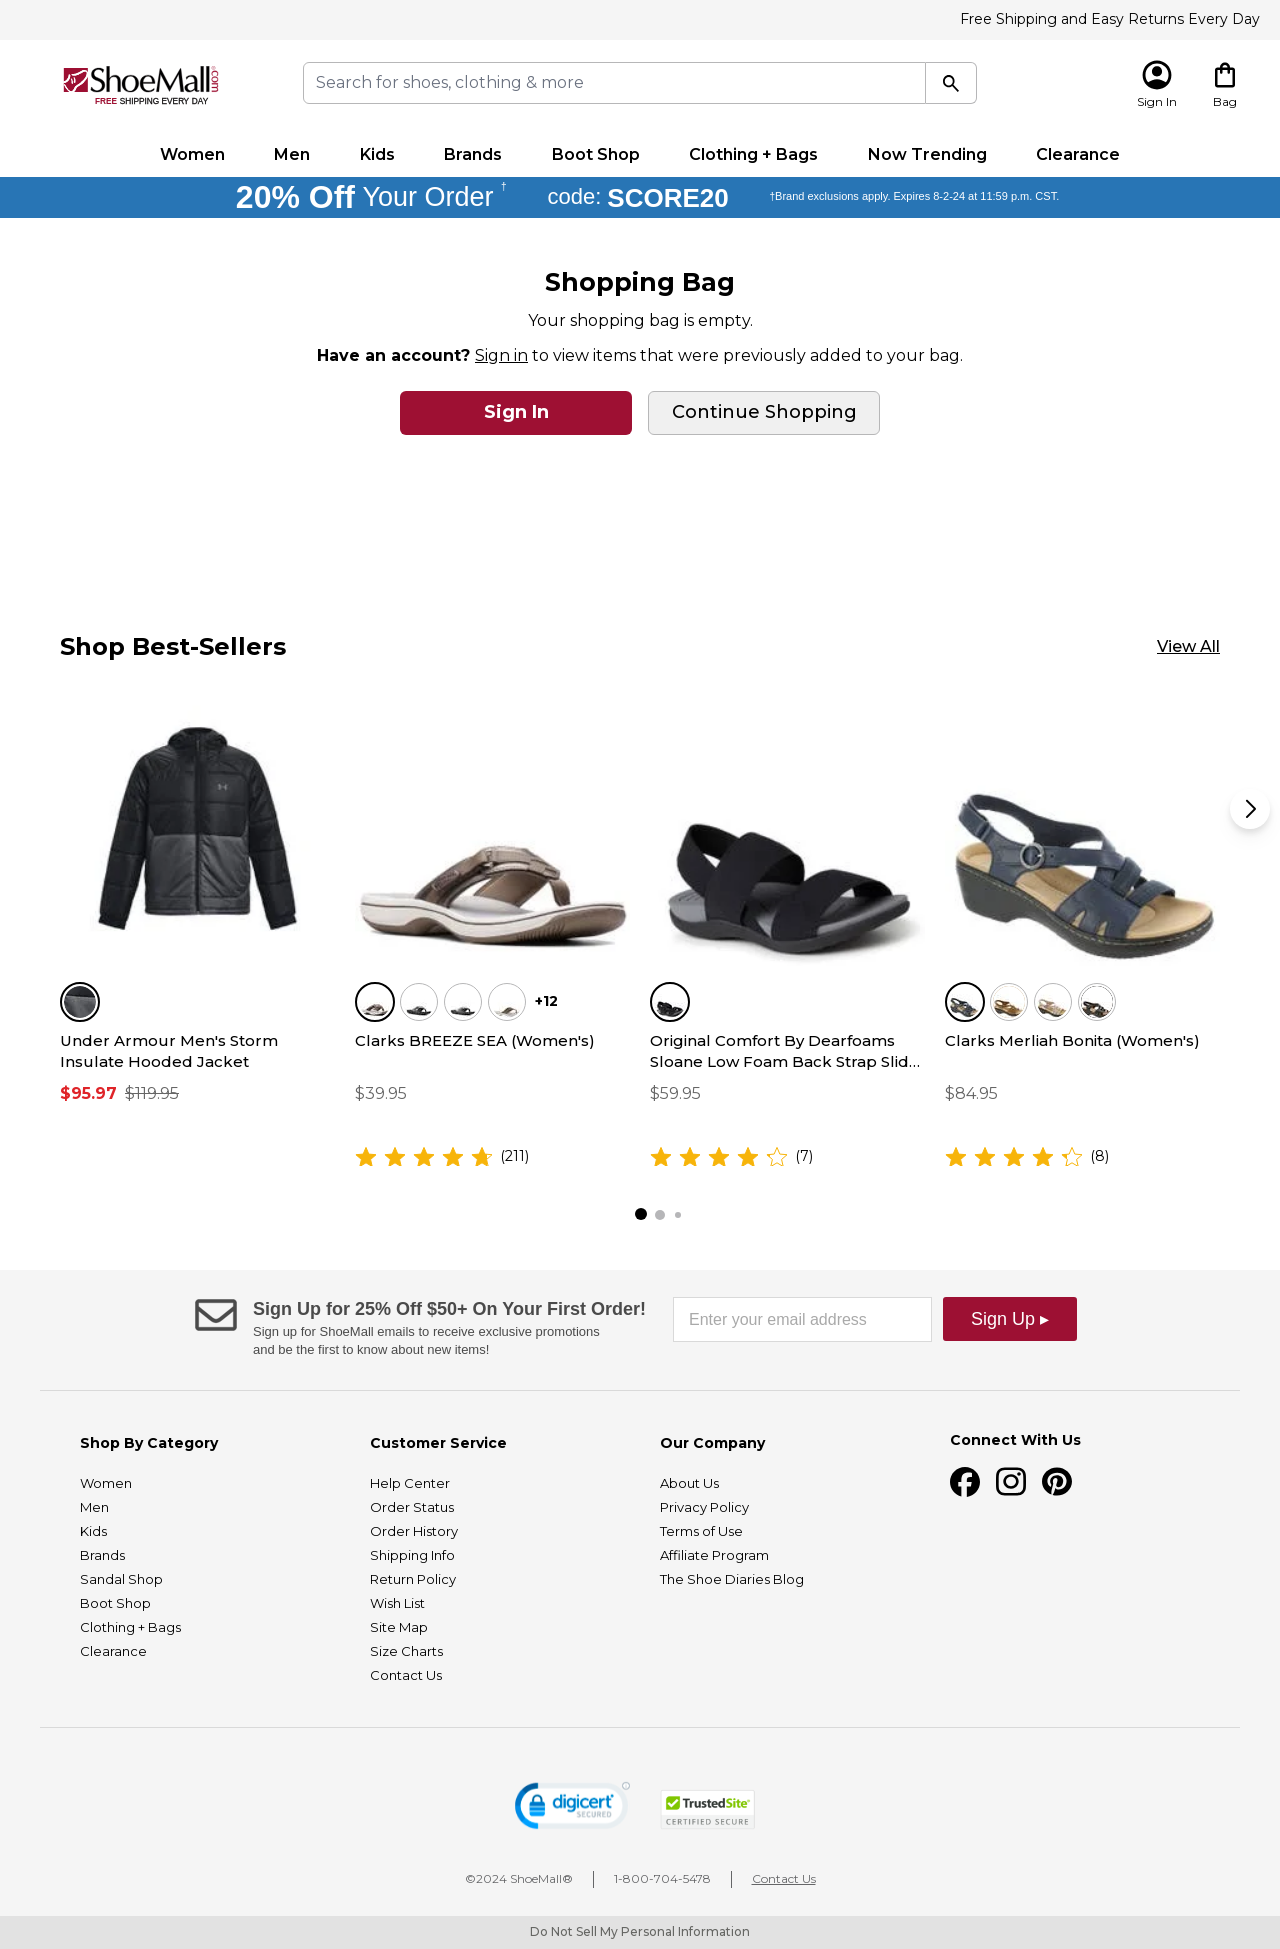 Free Shipping and Easy Returns Every Day
ShoeMall.com
FREE SHIPPING EVERY DAY
Search for shoes, clothing & more
Sign In
Bag
Women Men Kids Brands Boot Shop Clothing + Bags Now Trending Clearance
20% Off Your Order † code: SCORE20 †Brand exclusions apply. Expires 8-2-24 at 11:59 p.m. CST.
Shopping Bag
Your shopping bag is empty.
Have an account? Sign in to view items that were previously added to your bag.
Sign In
Continue Shopping
Shop Best-Sellers
View All
Under Armour Men's Storm
Insulate Hooded Jacket
$95.97 $119.95
+12
Clarks BREEZE SEA (Women's)
$39.95
(211)
Original Comfort By Dearfoams
Sloane Low Foam Back Strap Slid...
$59.95
(7)
Clarks Merliah Bonita (Women's)
$84.95
(8)
Sign Up for 25% Off $50+ On Your First Order!
Sign up for ShoeMall emails to receive exclusive promotions
and be the first to know about new items!
Enter your email address
Sign Up ▸
Shop By Category
Women
Men
Kids
Brands
Sandal Shop
Boot Shop
Clothing + Bags
Clearance
Customer Service
Help Center
Order Status
Order History
Shipping Info
Return Policy
Wish List
Site Map
Size Charts
Contact Us
Our Company
About Us
Privacy Policy
Terms of Use
Affiliate Program
The Shoe Diaries Blog
Connect With Us
digicert
SECURED
TrustedSite
CERTIFIED SECURE
©2024 ShoeMall®
1-800-704-5478
Contact Us
Do Not Sell My Personal Information